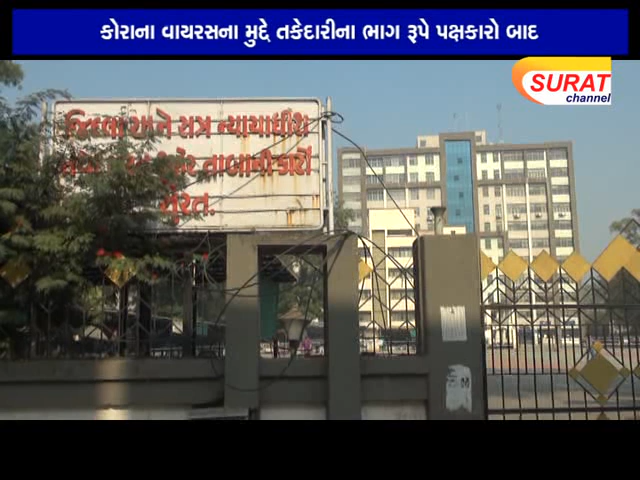 કોરાના વાયરસના મુદ્દે તકેદારીના ભાગ રૂપે પક્ષકારો બાદ
SURAT
channel
જિલ્લા અને સત્ર ન્યાયાધીશ
તાબાની કોર્ટો
સુરત.